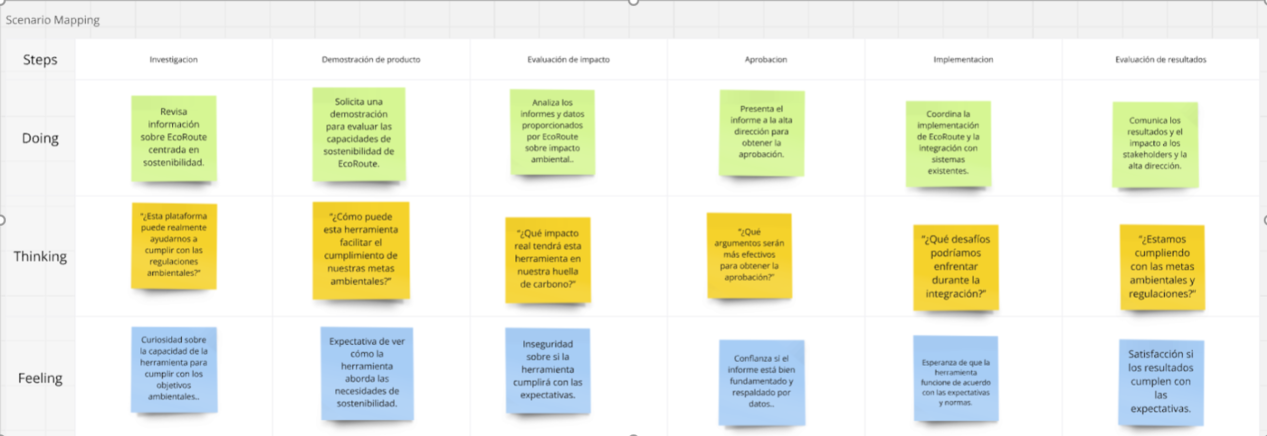 Scenario Mapping
Steps
Investigacion
Demostración de producto
Evaluación de impacto
Aprobacion
Implementacion
Evaluación de resultados
Doing
Revisa
información
sobre EcoRoute
centrada en
sostenibilidad.
Solicita una
demostración
para evaluar las
capacidades de
sostenibilidad de
EcoRoute.
Analiza los
informes y datos
proporcionados
por EcoRoute
sobre impacto
ambiental..
Presenta el
informe a la alta
dirección para
obtener la
aprobación.
Coordina la
implementación
de EcoRoute y la
integración con
sistemas
existentes.
Comunica los
resultados y el
impacto a los
stakeholders y la
alta dirección.
Thinking
"¿Esta plataforma
puede realmente
ayudarnos a
cumplir con las
regulaciones
ambientales?"
"¿Cómo puede
esta herramienta
facilitar el
cumplimiento de
nuestras metas
ambientales?"
"¿Qué impacto
real tendrá esta
herramienta en
nuestra huella
de carbono?"
"¿Qué
argumentos serán
más efectivos
para obtener la
aprobación?"
"¿Qué desafíos
podríamos
enfrentar
durante la
integración?"
"¿Estamos
cumpliendo
con las metas
ambientales y
regulaciones?"
Feeling
Curiosidad sobre
la capacidad de la
herramienta para
cumplir con los
objetivos
ambientales..
Expectativa de ver
cómo la
herramienta
aborda las
necesidades de
sostenibilidad.
Inseguridad
sobre si la
herramienta
cumplirá con las
expectativas.
Confianza si el
informe está bien
fundamentado y
respaldado por
datos..
Esperanza de que la
herramienta
funcione de acuerdo
con las expectativas
y normas.
Satisfacción si
los resultados
cumplen con
las
expectativas.